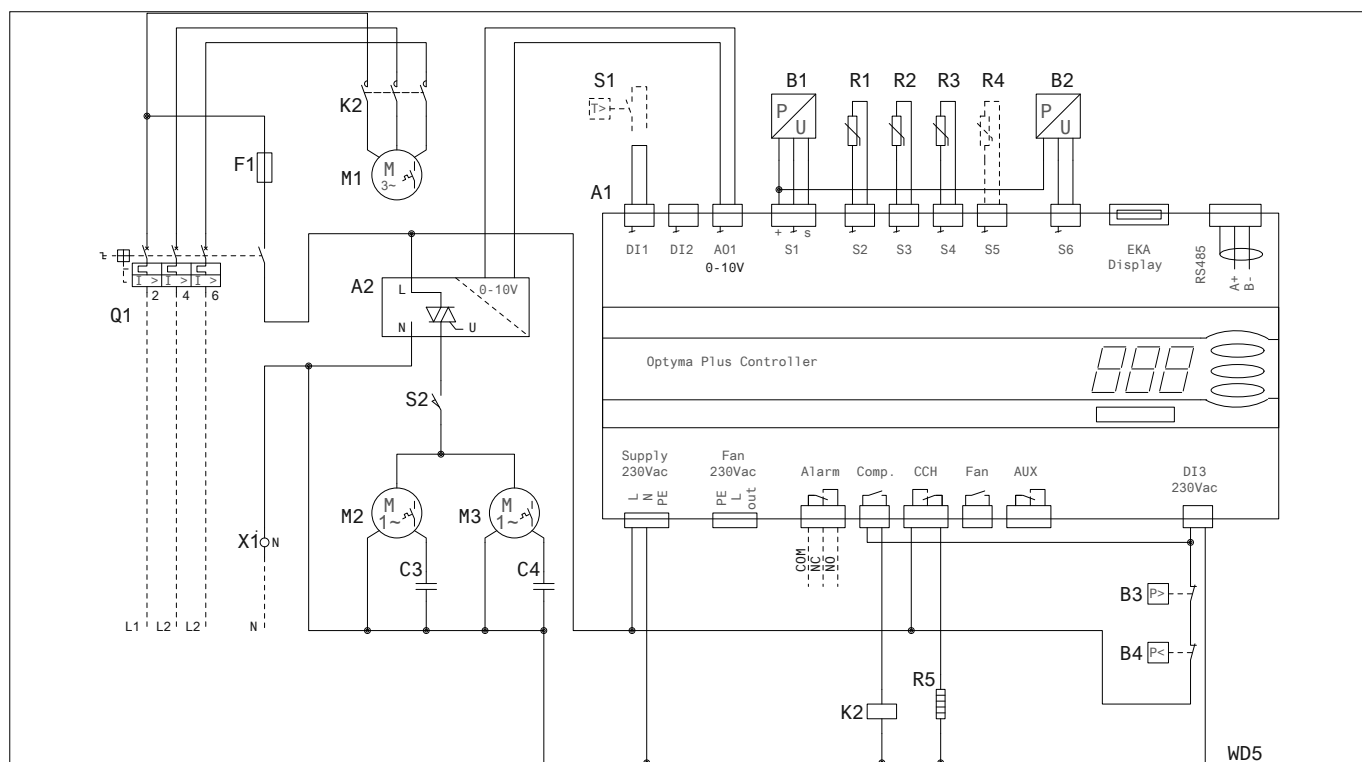 S1
B1
R1
R2
R3
R4
B2
K2
T>
P
U
P
U
F1
M1
M
3~
A1
+
s
S1
S2
S3
S4
S5
S6
DI1
DI2
AO1
0-10V
EKA
Display
RS485
A+
B-
A2
L
0-10V
N
U
I >
I >
I >
2
4
6
Q1
Optyma Plus Controller
S2
Supply
230Vac
Fan
230Vac
Alarm
Comp.
CCH
Fan
AUX
DI3
230Vac
L
N
PE
PE
L
out
M2
M
1~
M3
M
1~
X1
N
C3
C4
COM
NC
NO
B3
P>
B4
P<
L1
L2
L2
N
R5
K2
WD5